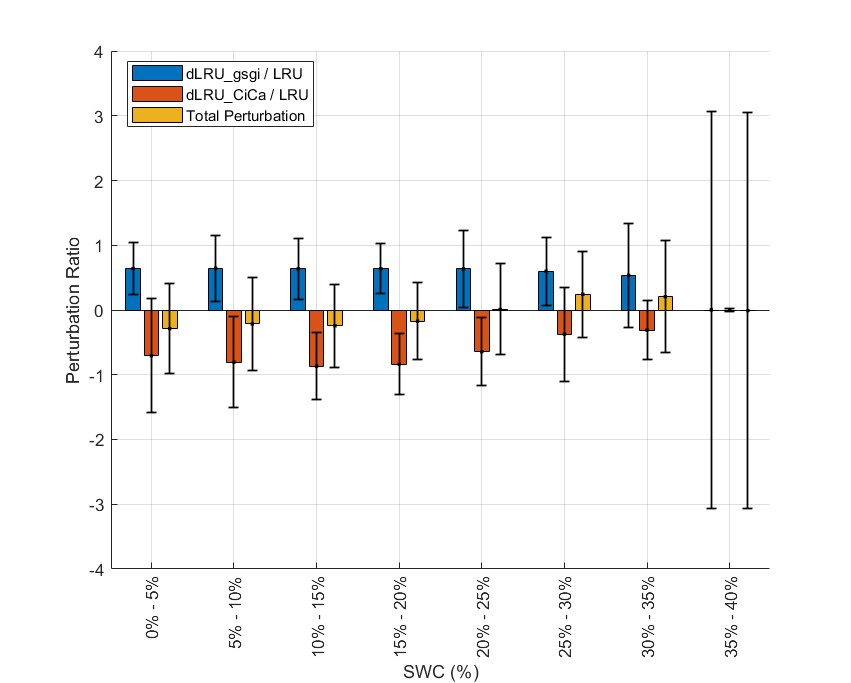 4
3
2
1
0
-1
-2
-3
-4
Perturbation Ratio
dLRU_gsgi / LRU
dLRU_CiCa / LRU
Total Perturbation
0% - 5%
5% - 10%
10% - 15%
15% - 20%
20% - 25%
25% - 30%
30% - 35%
35% - 40%
SWC (%)